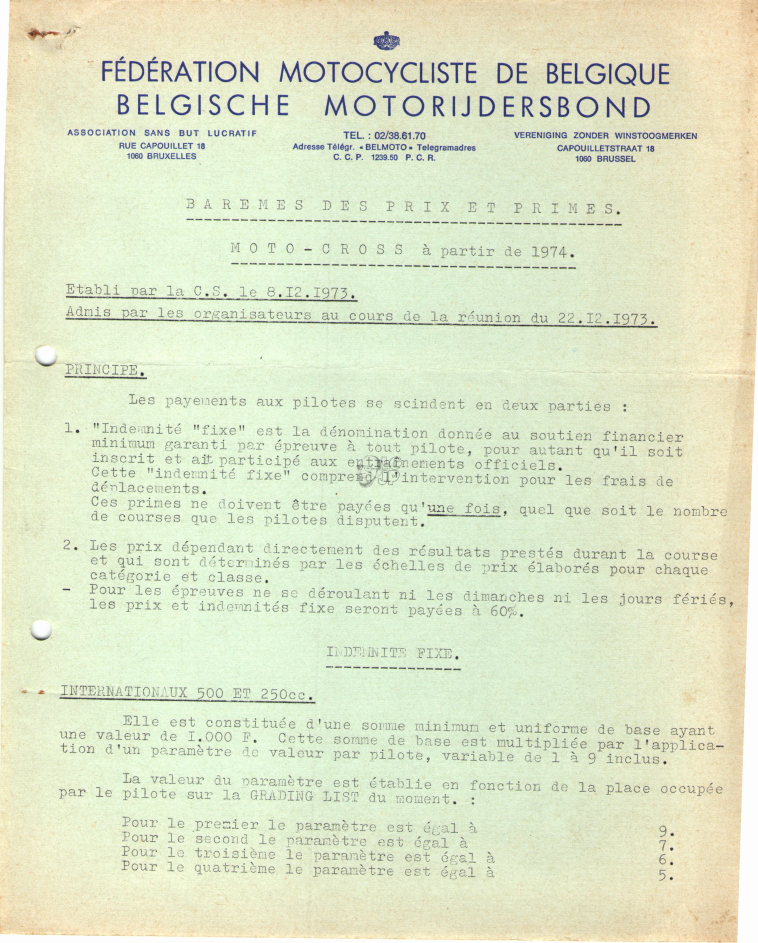 FÉDÉRATION MOTOCYCLISTE DE BELGIQUE
BELGISCHE MOTORIJDERSBOND
ASSOCIATION SANS BUT LUCRATIF
RUE CAPOUILLET 18
1060 BRUXELLES
TEL. : 02/38.61.70
Adresse Télégr. « BELMOTO » Telegramadres
C. C. P. 1239.50 P. C. R.
VERENIGING ZONDER WINSTOOGMERKEN
CAPOUILLETSTRAAT 18
1060 BRUSSEL
BAREMES DES PRIX ET PRIMES.
MOTO-CROSS à partir de 1974.
Etabli par la C.S. le 8.I2.I973.
Admis par les organisateurs au cours de la réunion du 22.I2.I973.
PRINCIPE.
Les payements aux pilotes se scindent en deux parties :
1. "Indemnité "fixe" est la dénomination donnée au soutien financier
minimum garanti par épreuve à tout pilote, pour autant qu'il soit
inscrit et ait participé aux entraînements officiels.
Cette "indemnité fixe" comprend l'intervention pour les frais de
déplacements.
Ces primes ne doivent être payées qu'une fois, quel que soit le nombre
de courses que les pilotes disputent.
2. Les prix dépendant directement des résultats prestés durant la course
et qui sont déterminés par les échelles de prix élaborés pour chaque
catégorie et classe.
- Pour les épreuves ne se déroulant ni les dimanches ni les jours fériés,
les prix et indemnités fixe seront payées à 60%.
INDEMNITE FIXE.
INTERNATIONAUX 500 ET 250cc.
Elle est constituée d'une somme minimum et uniforme de base ayant
une valeur de I.000 F. Cette somme de base est multipliée par l'applica-
tion d'un paramètre de valeur par pilote, variable de 1 à 9 inclus.
La valeur du paramètre est établie en fonction de la place occupée
par le pilote sur la GRADING LIST du moment. :
Pour le premier le paramètre est égal à 9.
Pour le second le paramètre est égal à 7.
Pour le troisième le paramètre est égal à 6.
Pour le quatrième le paramètre est égal à 5.